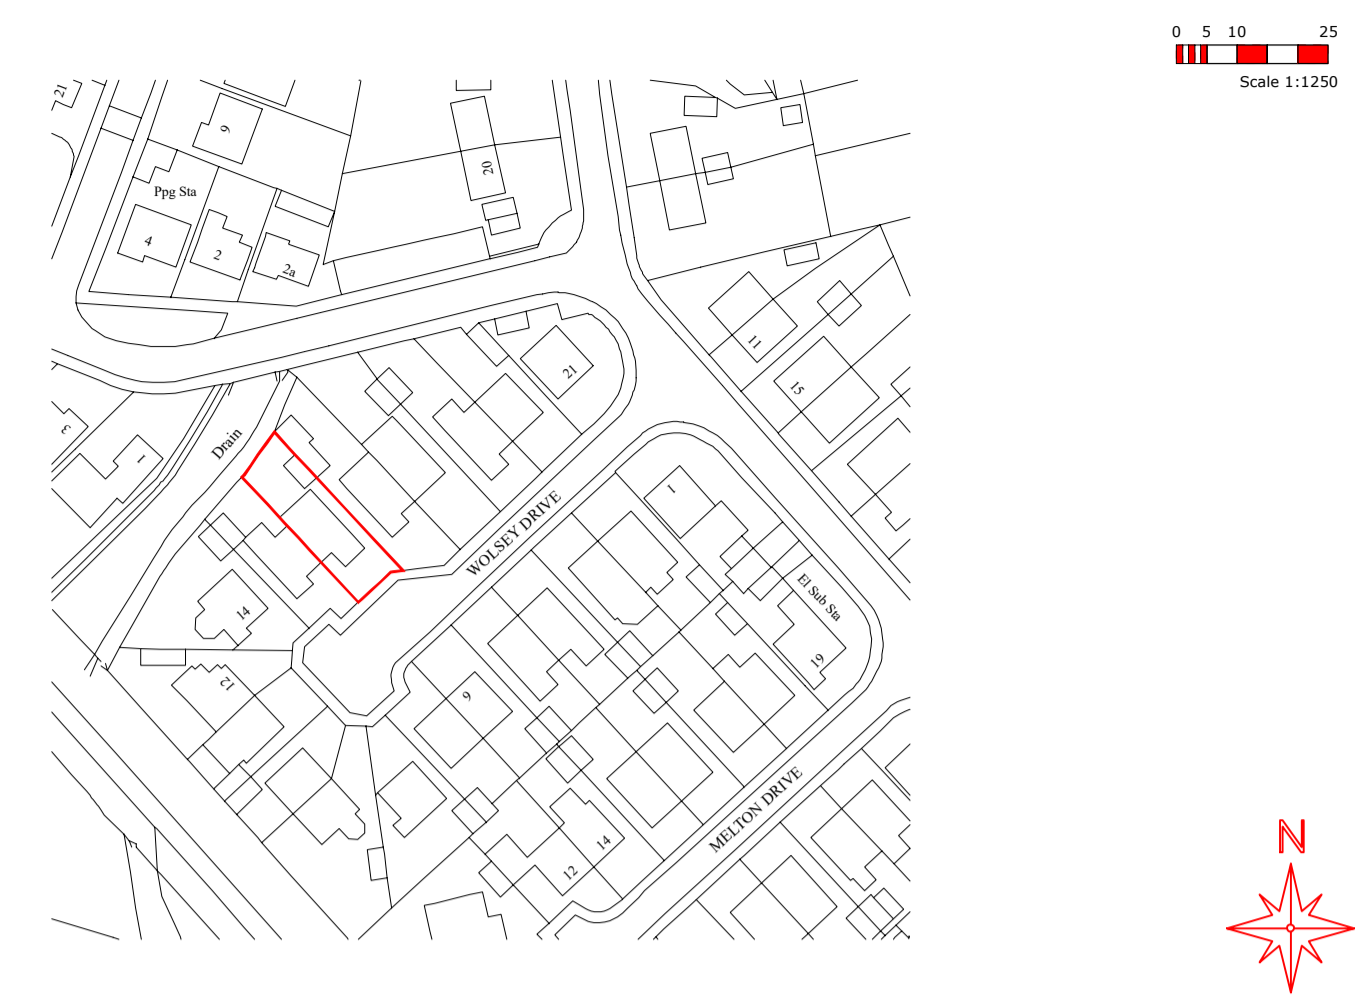 0 5 10 25
Scale 1:1250
21
9
20
Ppg Sta
4
2
2a
11
21
15
3
1
Drain
1
WOLSEY DRIVE
El Sub Sta
14
19
12
9
MELTON DRIVE
14
12
N